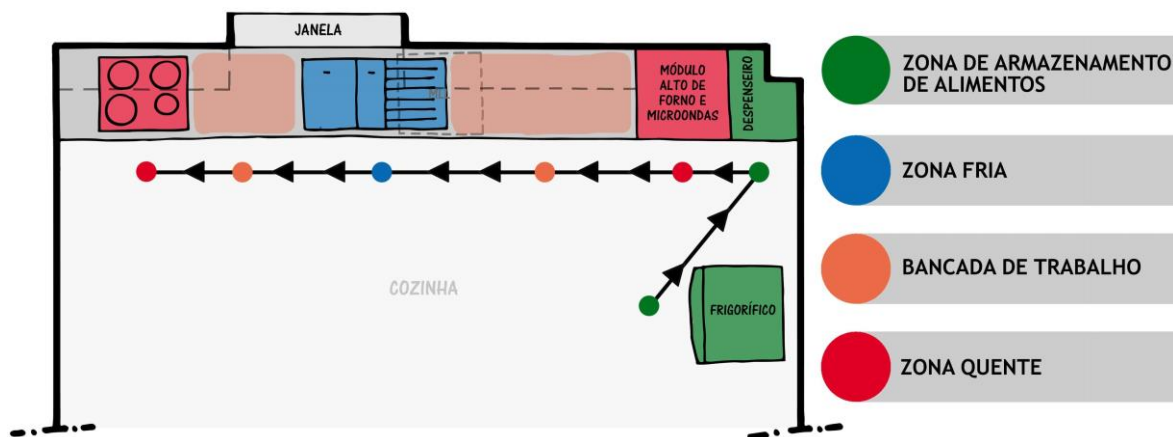 JANELA
MÓDULO
ALTO DE
FORNO E
MICROONDAS
DESPENSEIRO
COZINHA
FRIGORÍFICO
ZONA DE ARMAZENAMENTO
DE ALIMENTOS
ZONA FRIA
BANCADA DE TRABALHO
ZONA QUENTE